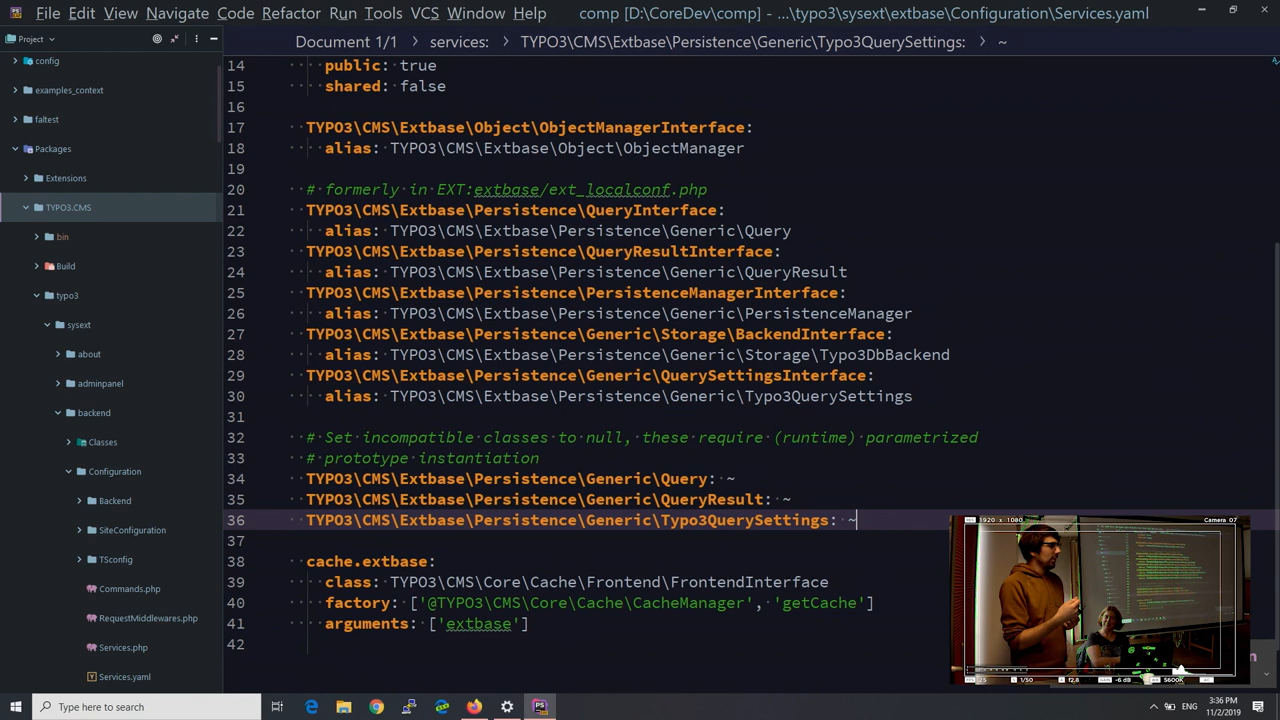 File Edit View Navigate Code Refactor Run Tools VCS Window Help comp [D:\CoreDev\comp] - ...\typo3\sysext\extbase\Configuration\Services.yaml
Project
Document 1/1 services: TYPO3\CMS\Extbase\Persistence\Generic\Typo3QuerySettings: ~
config
examples_context
faltest
Packages
Extensions
TYPO3.CMS
bin
Build
typo3
sysext
about
adminpanel
backend
Classes
Configuration
Backend
SiteConfiguration
TSconfig
Commands.php
RequestMiddlewares.php
Services.php
Services.yaml
14 public: true
15 shared: false
16
17 TYPO3\CMS\Extbase\Object\ObjectManagerInterface:
18 alias: TYPO3\CMS\Extbase\Object\ObjectManager
19
20 # formerly in EXT:extbase/ext_localconf.php
21 TYPO3\CMS\Extbase\Persistence\QueryInterface:
22 alias: TYPO3\CMS\Extbase\Persistence\Generic\Query
23 TYPO3\CMS\Extbase\Persistence\QueryResultInterface:
24 alias: TYPO3\CMS\Extbase\Persistence\Generic\QueryResult
25 TYPO3\CMS\Extbase\Persistence\PersistenceManagerInterface:
26 alias: TYPO3\CMS\Extbase\Persistence\Generic\PersistenceManager
27 TYPO3\CMS\Extbase\Persistence\Generic\Storage\BackendInterface:
28 alias: TYPO3\CMS\Extbase\Persistence\Generic\Storage\Typo3DbBackend
29 TYPO3\CMS\Extbase\Persistence\Generic\QuerySettingsInterface:
30 alias: TYPO3\CMS\Extbase\Persistence\Generic\Typo3QuerySettings
31
32 # Set incompatible classes to null, these require (runtime) parametrized
33 # prototype instantiation
34 TYPO3\CMS\Extbase\Persistence\Generic\Query: ~
35 TYPO3\CMS\Extbase\Persistence\Generic\QueryResult: ~
36 TYPO3\CMS\Extbase\Persistence\Generic\Typo3QuerySettings: ~
37
38 cache.extbase:
39 class: TYPO3\CMS\Core\Cache\Frontend\FrontendInterface
40 factory: ['@TYPO3\CMS\Core\Cache\CacheManager', 'getCache']
41 arguments: ['extbase']
42
1920 x 1080 Camera 07
25 1/50 f2.8 -6 dB 5600K
Type here to search
ENG
3:36 PM
11/2/2019